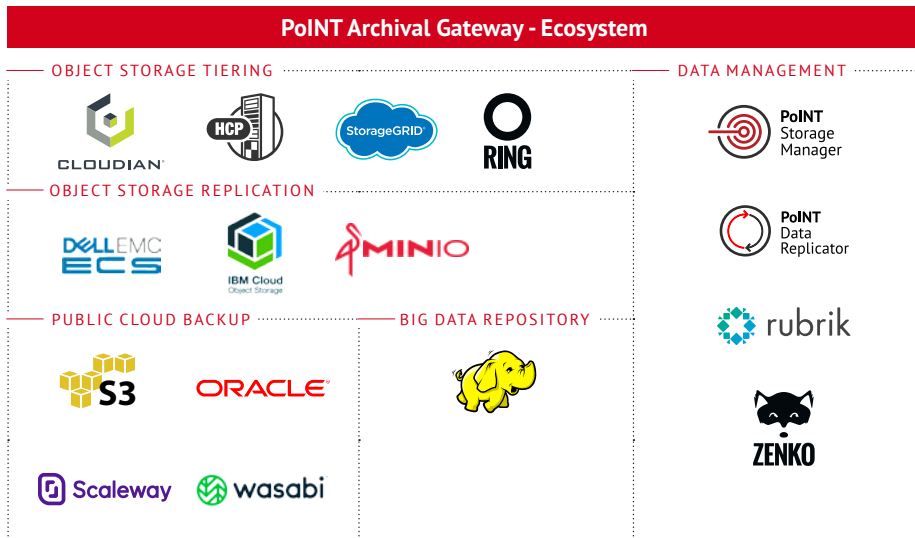 PoINT Archival Gateway - Ecosystem
OBJECT STORAGE TIERING
CLOUDIAN®
HCP
StorageGRID®
RING
OBJECT STORAGE REPLICATION
DELLEMC
ECS
IBM Cloud
Object Storage
MINIO
PUBLIC CLOUD BACKUP
S3
ORACLE®
Scaleway
wasabi
BIG DATA REPOSITORY
DATA MANAGEMENT
PoINT
Storage
Manager
PoINT
Data
Replicator
rubrik
ZENKO